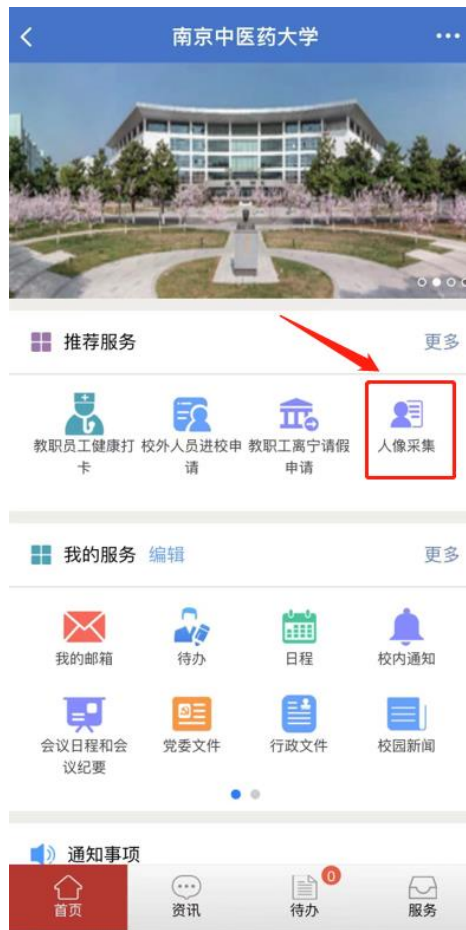 南京中医药大学
推荐服务 更多
教职员工健康打卡 校外人员进校申请 教职工离宁请假申请 人像采集
我的服务 编辑 更多
我的邮箱 待办 日程 校内通知
会议日程和会议纪要 党委文件 行政文件 校园新闻
通知事项
0
首页 资讯 待办 服务